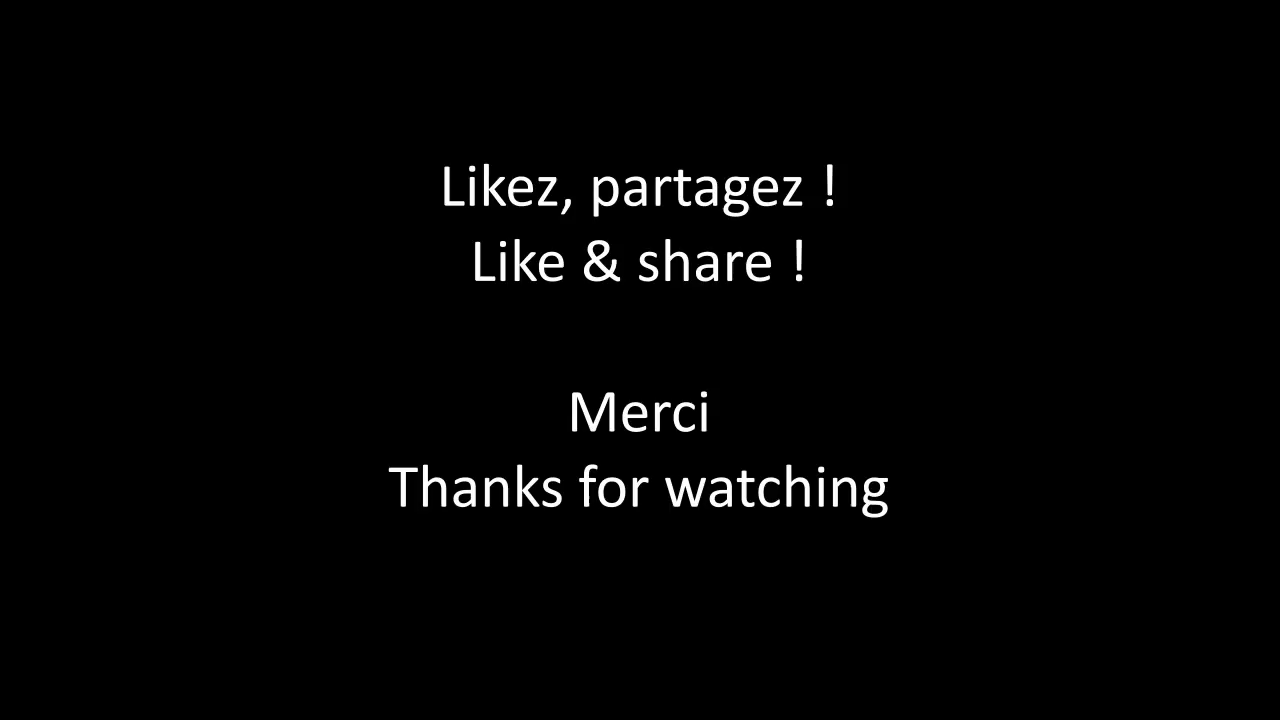 Likez, partagez !
Like & share !
Merci
Thanks for watching